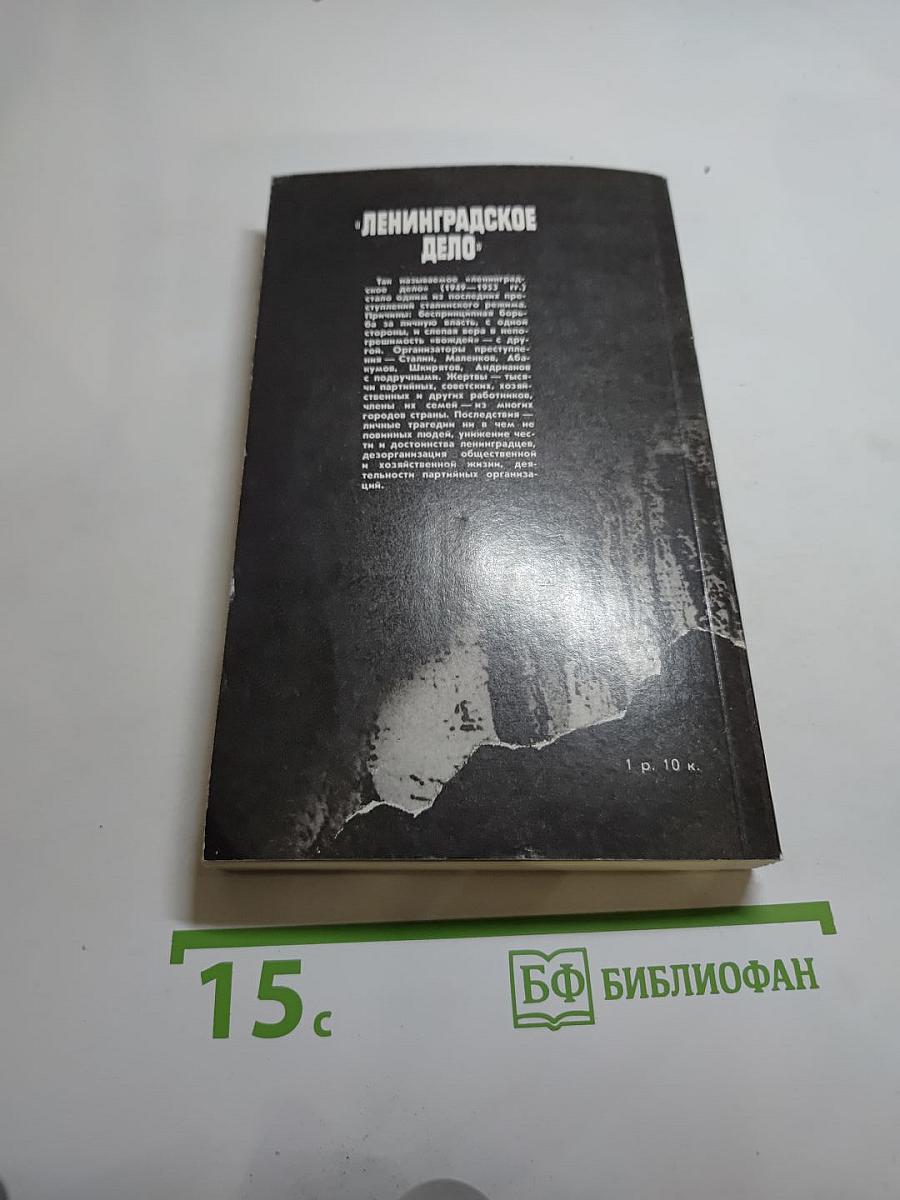 «ЛЕНИНГРАДСКОЕ
ДЕЛО»
Так называемое «ленинград-
ское дело» (1949—1953 гг.)
стало одним из последних пре-
ступлений сталинского режима.
Причины: беспринципная борь-
ба за личную власть, с одной
стороны, и слепая вера в непо-
грешимость «вождей» — с дру-
гой. Организаторы преступле-
ния — Сталин, Маленков, Аба-
кумов, Шкирятов, Андрианов
с подручными. Жертвы — тыся-
чи партийных, советских, хозяй-
ственных и других работников,
члены их семей — из многих
городов страны. Последствия —
личные трагедии ни в чем не
повинных людей, унижение чес-
ти и достоинства ленинградцев,
дезорганизация общественной
и хозяйственной жизни, дея-
тельности партийных организа-
ций.
1 р. 10 к.
15 с
БФ БИБЛИОФАН